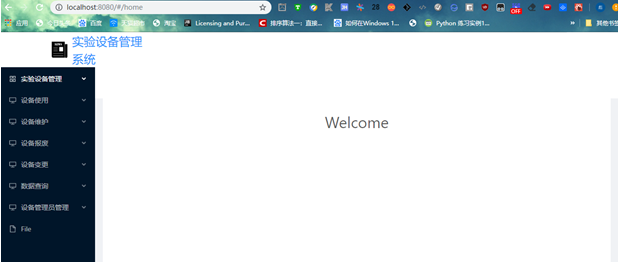 localhost:8080/#/home
应用
百度
淘宝
Licensing and Pur...
排序算法一：直接...
如何在Windows 1...
Python 练习实例1...
»
其他书签
OFF
实验设备管理
系统
实验设备管理
设备使用
设备维护
设备报废
设备变更
数据查询
设备管理员管理
File
Welcome